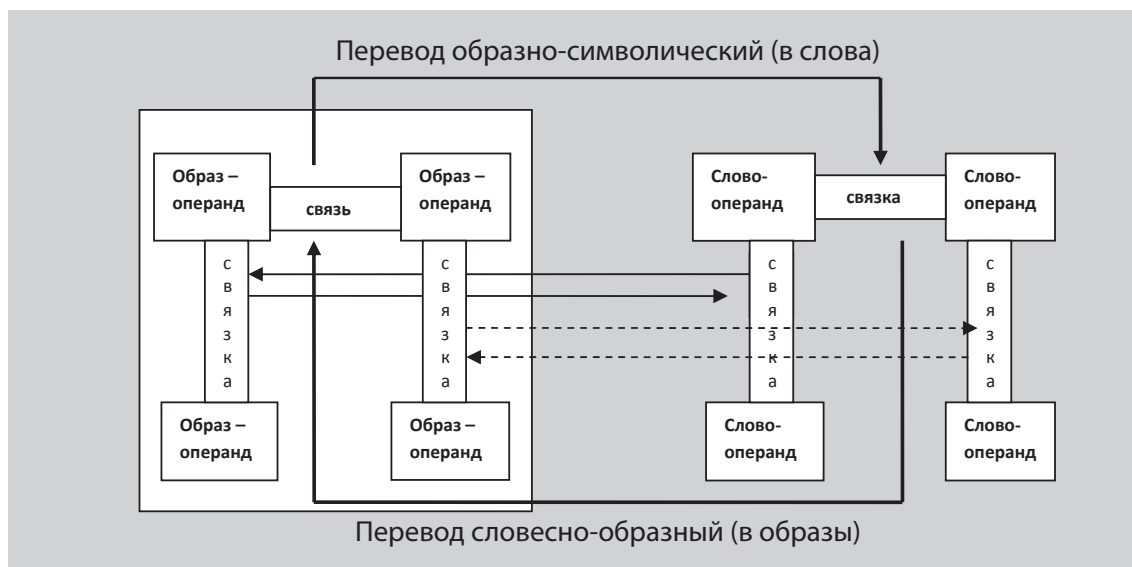 Перевод образно-символический (в слова)
Образ –
операнд
связь
Образ –
операнд
Слово-
операнд
связка
Слово-
операнд
с
в
я
з
к
а
с
в
я
з
к
а
с
в
я
з
к
а
с
в
я
з
к
а
Образ –
операнд
Образ –
операнд
Слово-
операнд
Слово-
операнд
Перевод словесно-образный (в образы)